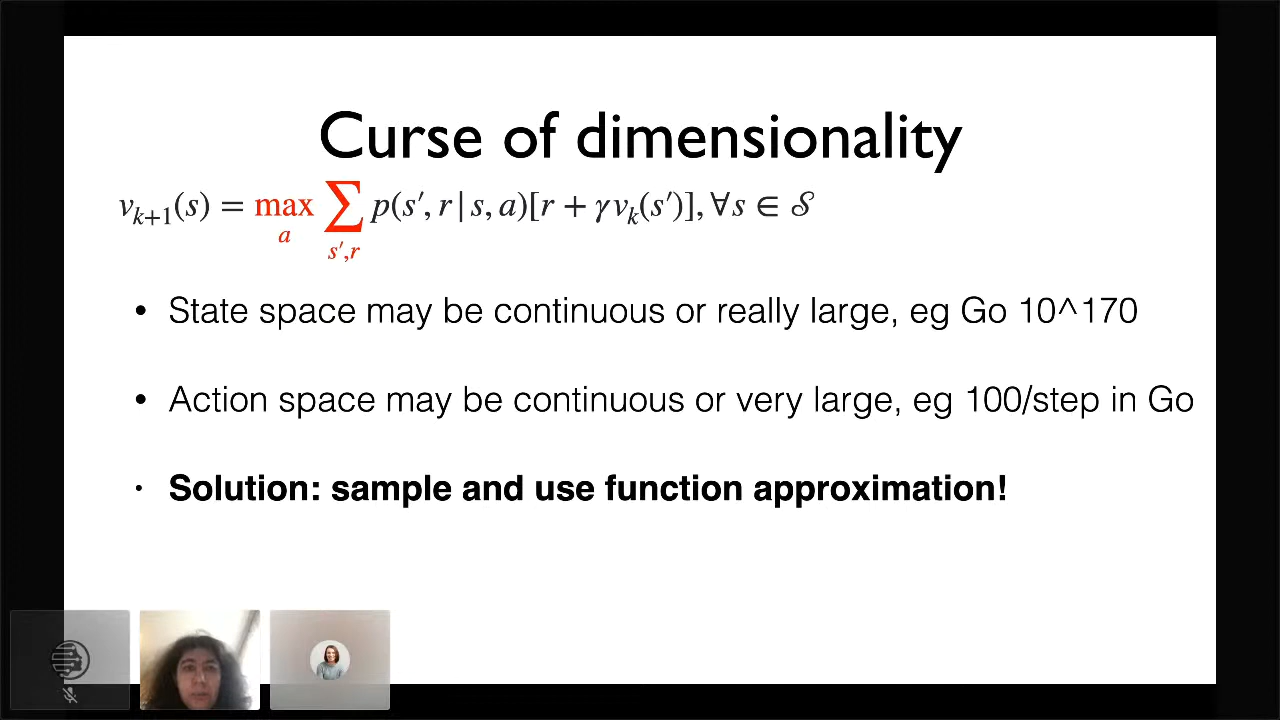 Curse of dimensionality
v_{k+1}(s) = max_a ∑_{s′,r} p(s′, r | s, a)[r + γv_k(s′)], ∀s ∈ 𝒮
• State space may be continuous or really large, eg Go 10^170
• Action space may be continuous or very large, eg 100/step in Go
• Solution: sample and use function approximation!